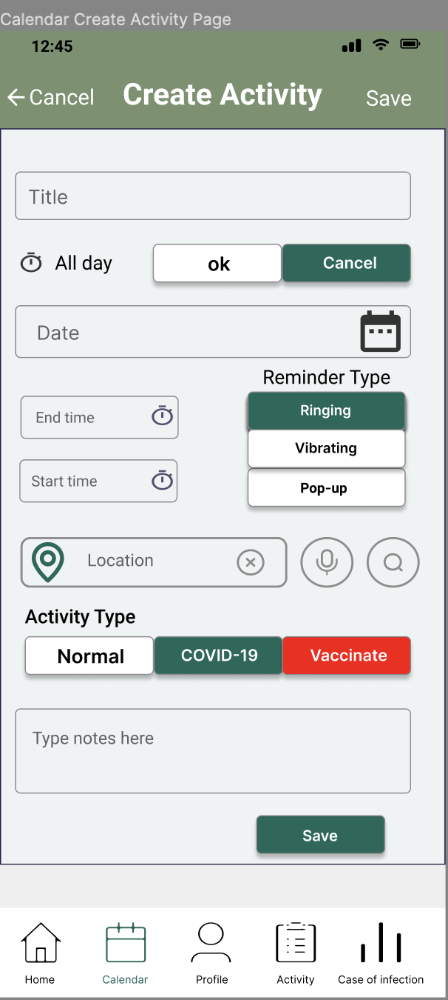 Calendar Create Activity Page
12:45
Cancel Create Activity Save
Title
All day ok Cancel
Date
Reminder Type
Ringing
End time
Vibrating
Start time
Pop-up
Location
Activity Type
Normal COVID-19 Vaccinate
Type notes here
Save
Home Calendar Profile Activity Case of infection